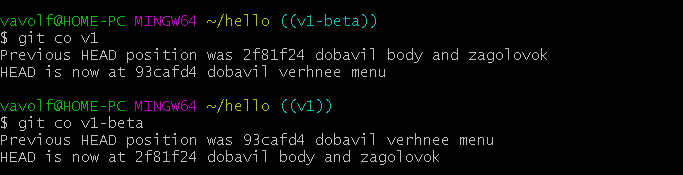 vavolf@HOME-PC MINGW64 ~/hello ((v1-beta))
$ git co v1
Previous HEAD position was 2f81f24 dobavil body and zagolovok
HEAD is now at 93cafd4 dobavil verhnee menu
vavolf@HOME-PC MINGW64 ~/hello ((v1))
$ git co v1-beta
Previous HEAD position was 93cafd4 dobavil verhnee menu
HEAD is now at 2f81f24 dobavil body and zagolovok